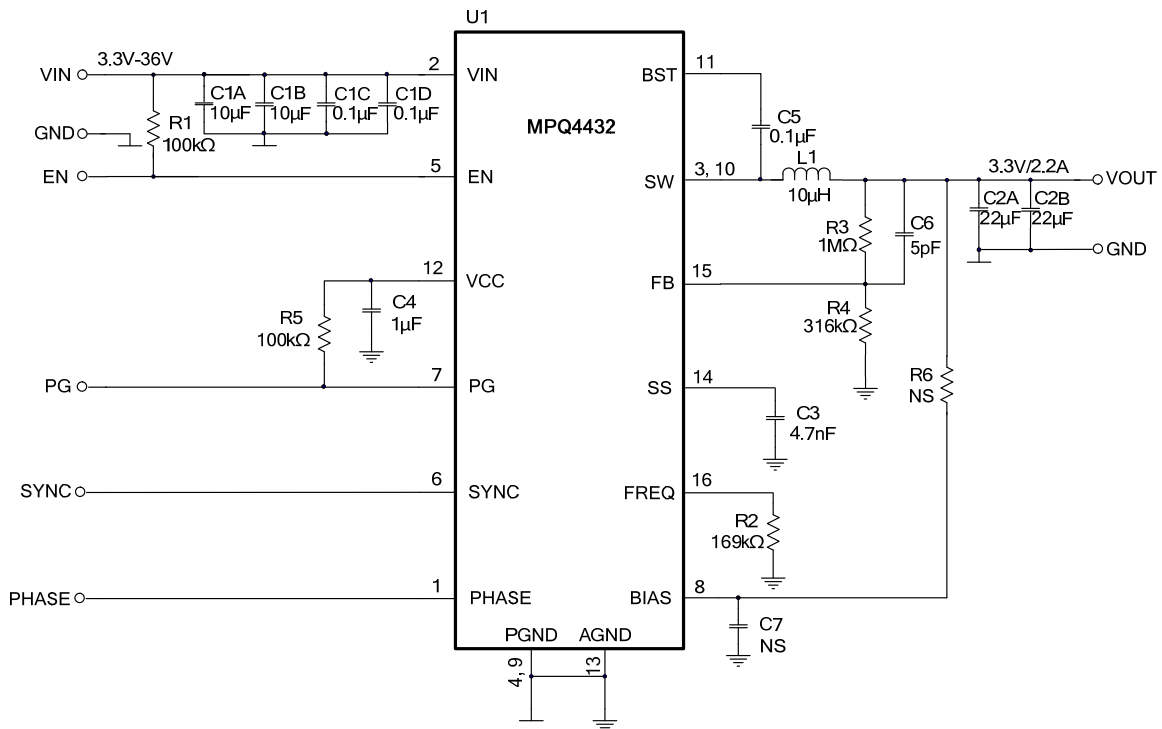 U1
3.3V-36V
VIN
2
VIN
BST
11
C1A
10µF
C1B
10µF
C1C
0.1µF
C1D
0.1µF
MPQ4432
C5
0.1µF
GND
R1
100kΩ
L1
10µH
3.3V/2.2A
EN
5
EN
SW
3, 10
VOUT
C2A
22µF
C2B
22µF
R3
1MΩ
C6
5pF
GND
12
VCC
FB
15
C4
1µF
R5
100kΩ
R4
316kΩ
PG
7
PG
SS
14
R6
NS
C3
4.7nF
SYNC
6
SYNC
FREQ
16
R2
169kΩ
PHASE
1
PHASE
BIAS
8
C7
NS
PGND
AGND
4, 9
13